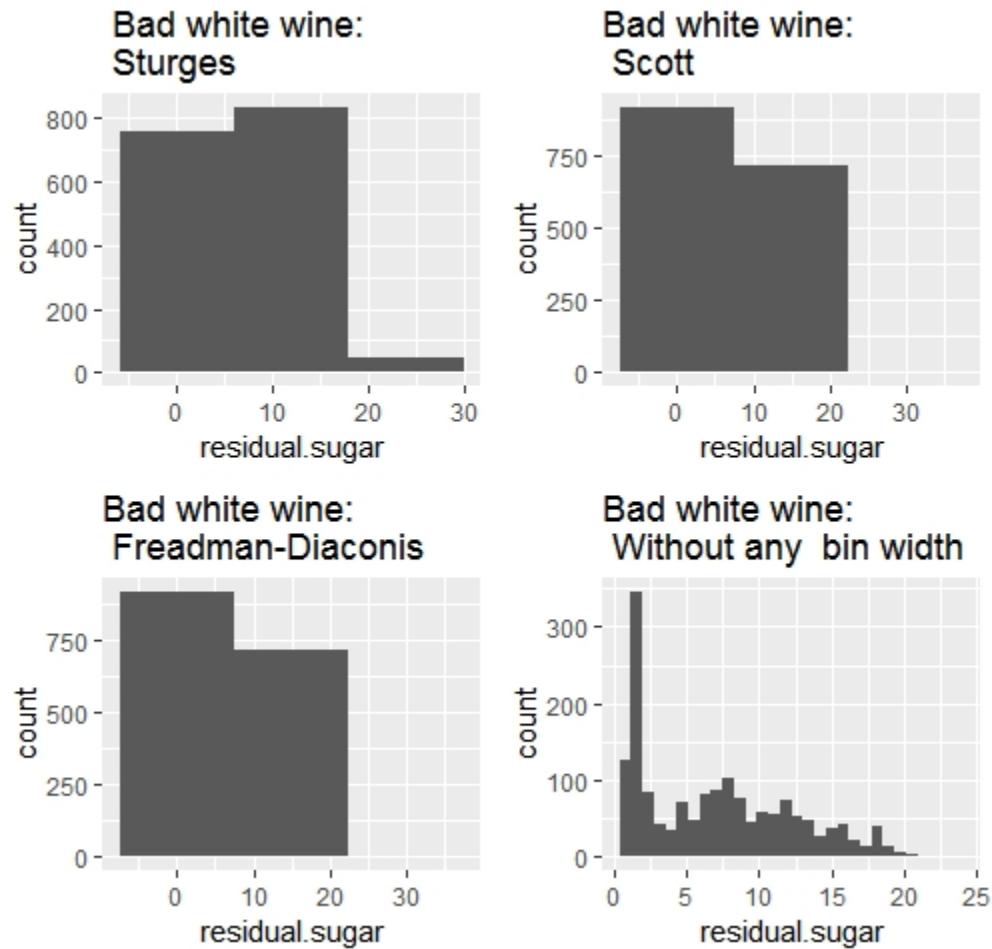 Bad white wine:
Sturges
800
600
400
200
0
count
0 10 20 30
residual.sugar
Bad white wine:
Scott
750
500
250
0
count
0 10 20 30
residual.sugar
Bad white wine:
Freadman-Diaconis
750
500
250
0
count
0 10 20 30
residual.sugar
Bad white wine:
Without any bin width
300
200
100
0
count
0 5 10 15 20 25
residual.sugar